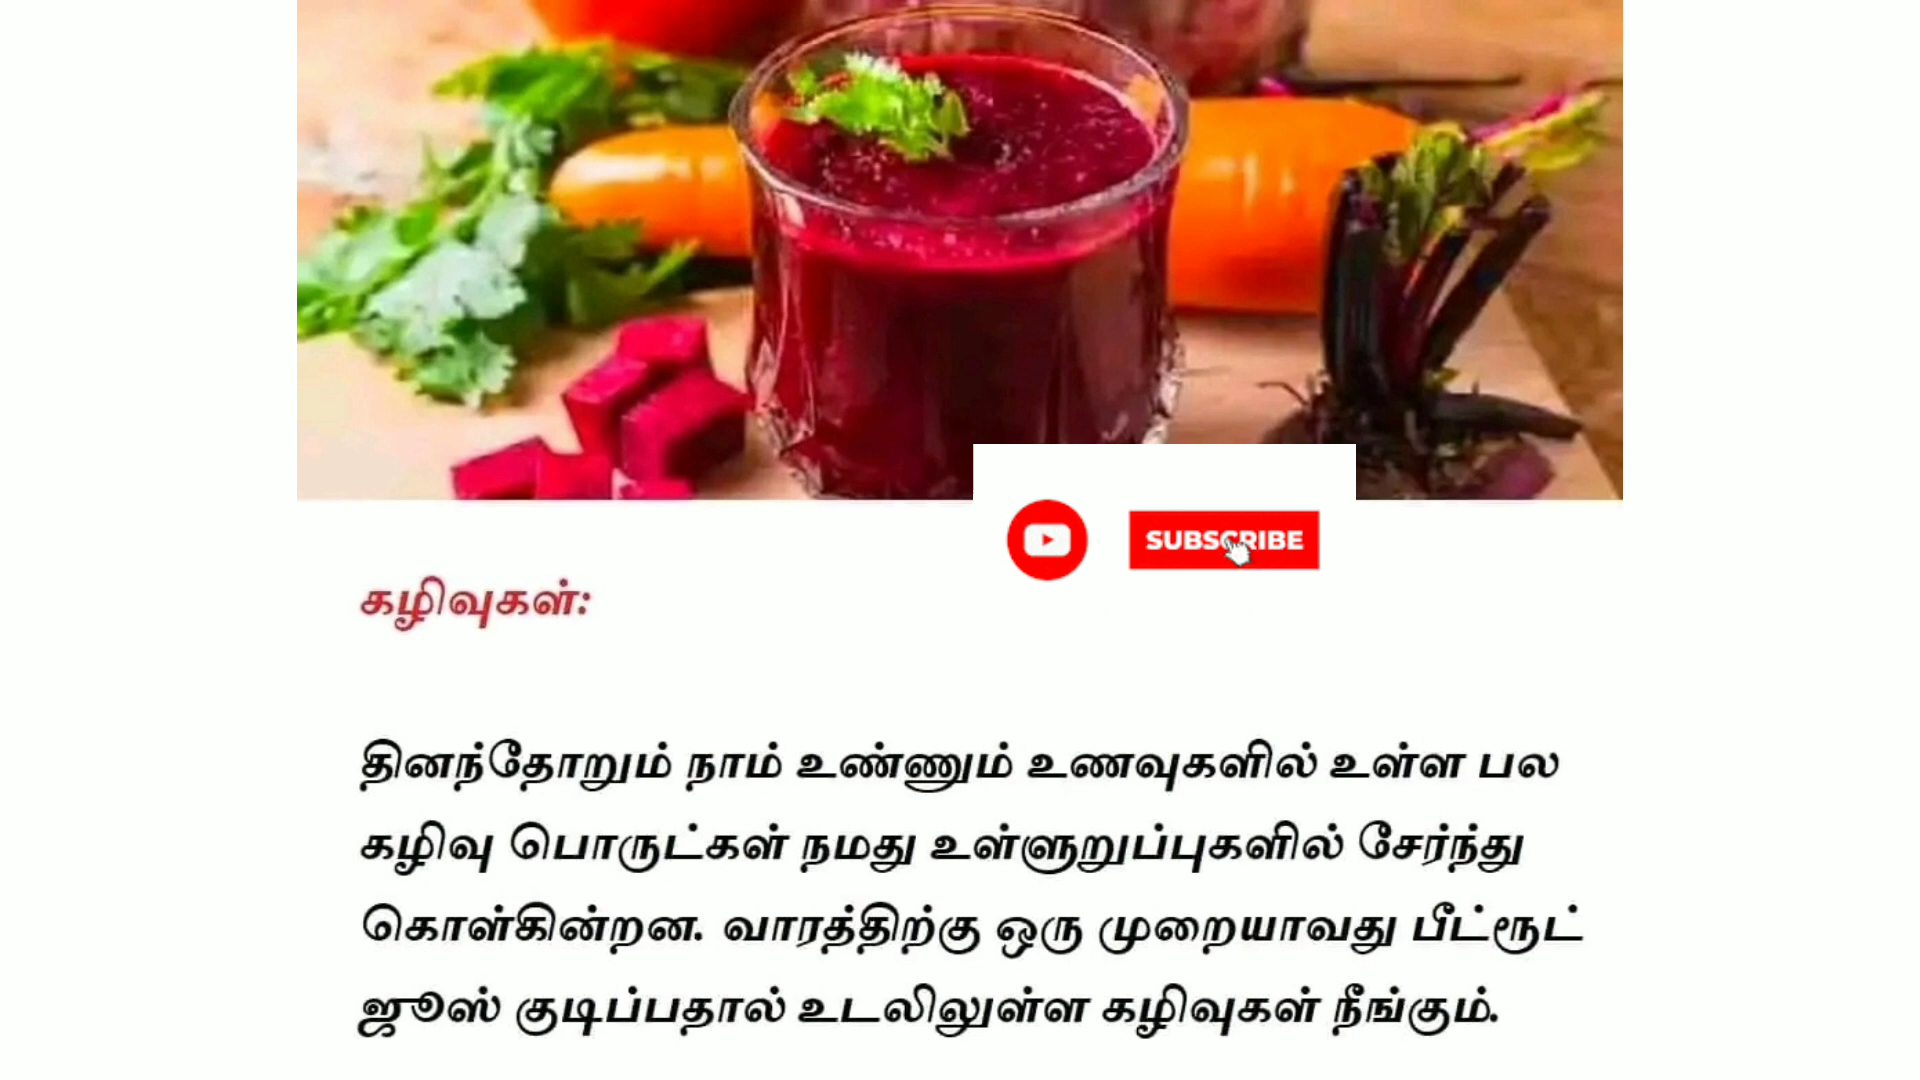 SUBSCRIBE
கழிவுகள்:
தினந்தோறும் நாம் உண்ணும் உணவுகளில் உள்ள பல
கழிவு பொருட்கள் நமது உள்ளுறுப்புகளில் சேர்ந்து
கொள்கின்றன. வாரத்திற்கு ஒரு முறையாவது பீட்ரூட்
ஜூஸ் குடிப்பதால் உடலிலுள்ள கழிவுகள் நீங்கும்.